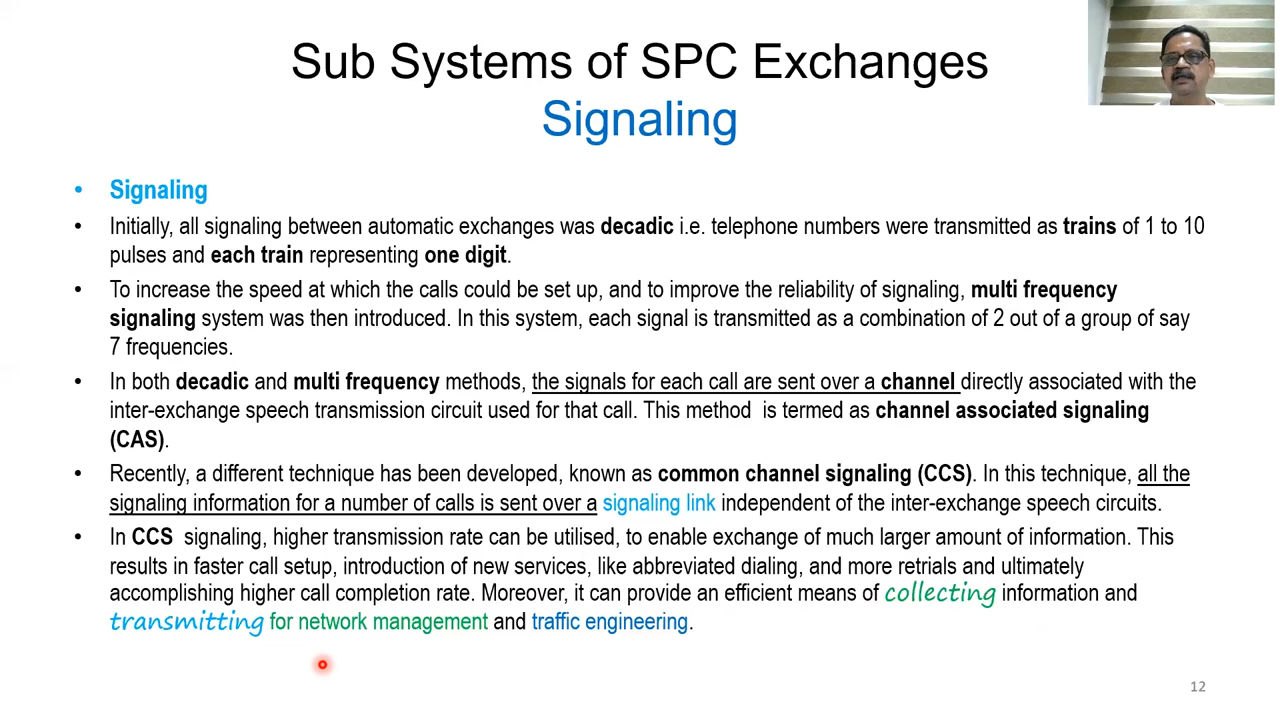 Sub Systems of SPC Exchanges
Signaling
• Signaling
• Initially, all signaling between automatic exchanges was decadic i.e. telephone numbers were transmitted as trains of 1 to 10
pulses and each train representing one digit.
• To increase the speed at which the calls could be set up, and to improve the reliability of signaling, multi frequency
signaling system was then introduced. In this system, each signal is transmitted as a combination of 2 out of a group of say
7 frequencies.
• In both decadic and multi frequency methods, the signals for each call are sent over a channel directly associated with the
inter-exchange speech transmission circuit used for that call. This method is termed as channel associated signaling
(CAS).
• Recently, a different technique has been developed, known as common channel signaling (CCS). In this technique, all the
signaling information for a number of calls is sent over a signaling link independent of the inter-exchange speech circuits.
• In CCS signaling, higher transmission rate can be utilised, to enable exchange of much larger amount of information. This
results in faster call setup, introduction of new services, like abbreviated dialing, and more retrials and ultimately
accomplishing higher call completion rate. Moreover, it can provide an efficient means of collecting information and
transmitting for network management and traffic engineering.
12